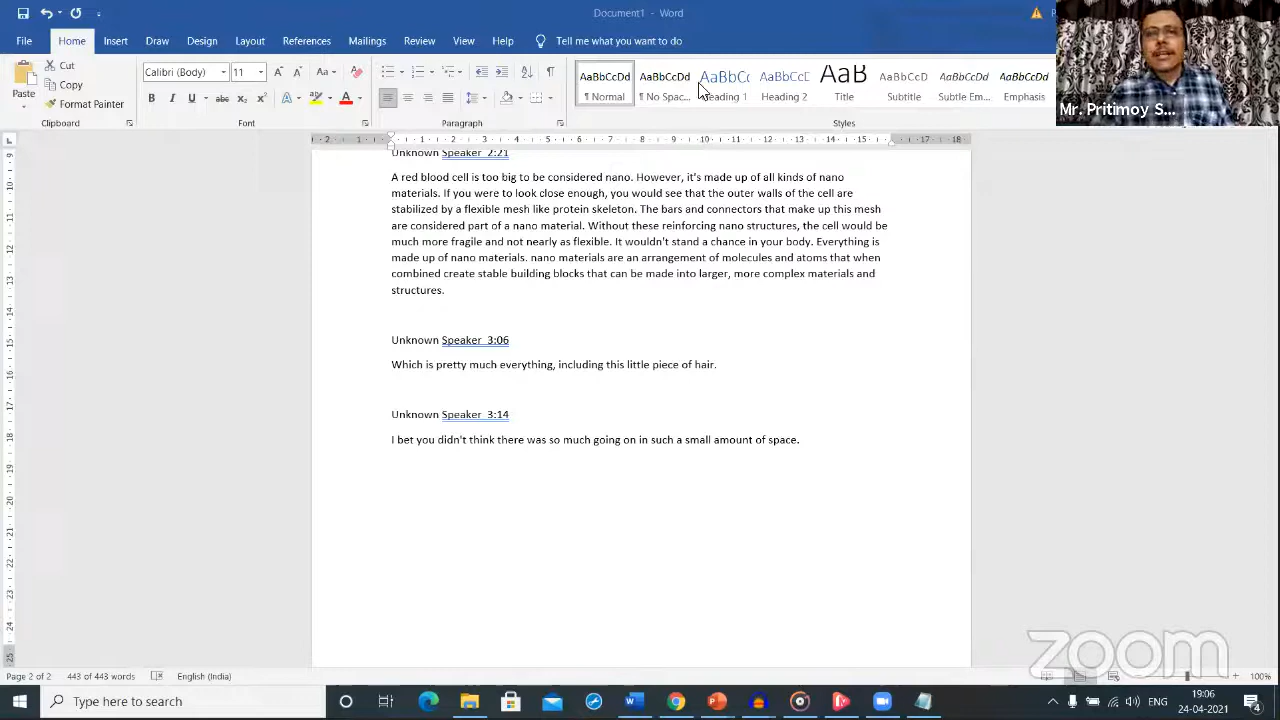 Document1 - Word
File Home Insert Draw Design Layout References Mailings Review View Help Tell me what you want to do
Paste
Cut
Copy
Format Painter
Clipboard
Calibri (Body) 11
Font
Paragraph
AaBbCcDd AaBbCcDd AaBbCc AaBbCcE AaB AaBbCcD AaBbCcDd AaBbCcDd
¶ Normal ¶ No Spac... Heading 1 Heading 2 Title Subtitle Subtle Em... Emphasis
Styles
Mr. Pritimoy S...
Unknown Speaker 2:21
A red blood cell is too big to be considered nano. However, it's made up of all kinds of nano
materials. If you were to look close enough, you would see that the outer walls of the cell are
stabilized by a flexible mesh like protein skeleton. The bars and connectors that make up this mesh
are considered part of a nano material. Without these reinforcing nano structures, the cell would be
much more fragile and not nearly as flexible. It wouldn't stand a chance in your body. Everything is
made up of nano materials. nano materials are an arrangement of molecules and atoms that when
combined create stable building blocks that can be made into larger, more complex materials and
structures.
Unknown Speaker 3:06
Which is pretty much everything, including this little piece of hair.
Unknown Speaker 3:14
I bet you didn't think there was so much going on in such a small amount of space.
zoom
Page 2 of 2 443 of 443 words English (India) 100%
Type here to search
19:06
24-04-2021